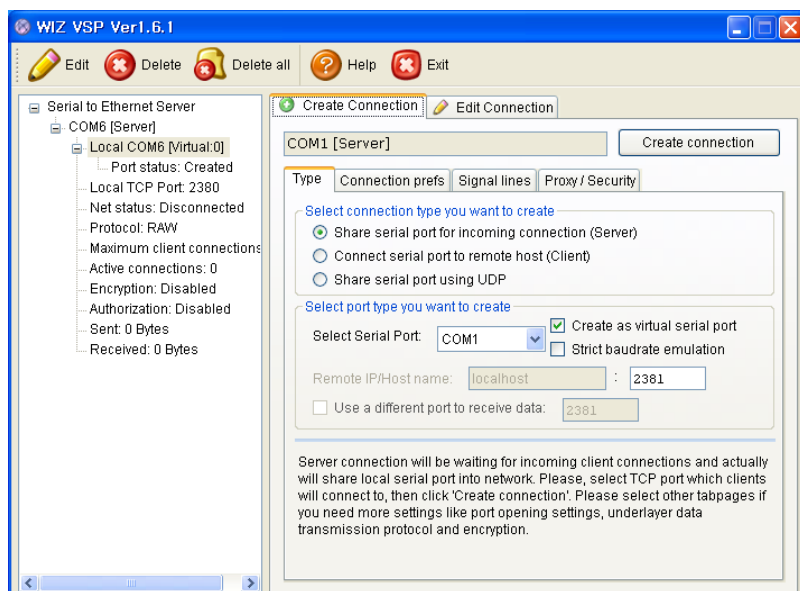 WIZ VSP Ver1.6.1
Edit Delete Delete all Help Exit
Serial to Ethernet Server
COM6 [Server]
Local COM6 [Virtual:0]
Port status: Created
Local TCP Port: 2380
Net status: Disconnected
Protocol: RAW
Maximum client connections
Active connections: 0
Encryption: Disabled
Authorization: Disabled
Sent: 0 Bytes
Received: 0 Bytes
Create Connection Edit Connection
COM1 [Server] Create connection
Type Connection prefs Signal lines Proxy / Security
Select connection type you want to create
Share serial port for incoming connection (Server)
Connect serial port to remote host (Client)
Share serial port using UDP
Select port type you want to create
Select Serial Port: COM1 Create as virtual serial port
Strict baudrate emulation
Remote IP/Host name: localhost : 2381
Use a different port to receive data: 2381
Server connection will be waiting for incoming client connections and actually
will share local serial port into network. Please, select TCP port which clients
will connect to, then click 'Create connection'. Please select other tabpages if
you need more settings like port opening settings, underlayer data
transmission protocol and encryption.